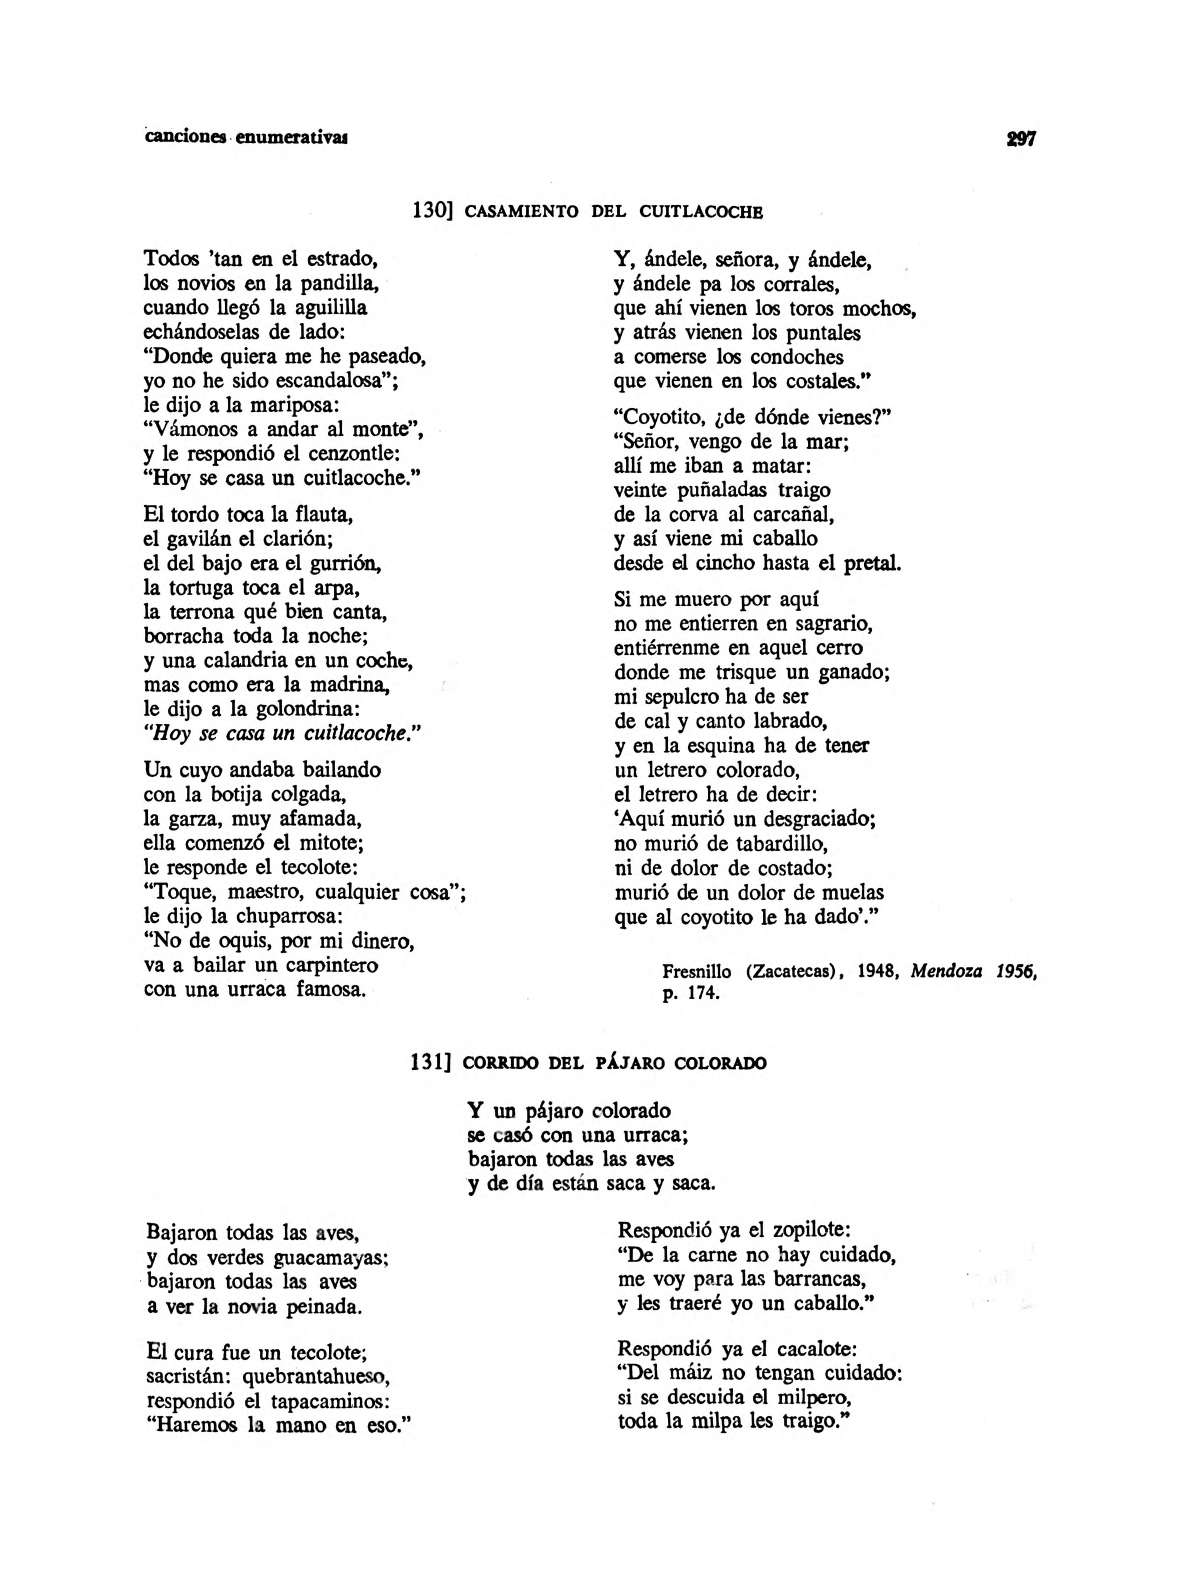 canciones enumerativas
297
130] CASAMIENTO DEL CUITLACOCHE
Todos ’tan en el estrado,
los novios en la pandilla,
cuando llegó la aguililla
echándoselas de lado:
“Donde quiera me he paseado,
yo no he sido escandalosa”;
le dijo a la mariposa:
“Vámonos a andar al monte”,
y le respondió el cenzontle:
“Hoy se casa un cuitlacoche.”
El tordo toca la flauta,
el gavilán el clarión;
el del bajo era el gurrión,
la tortuga toca el arpa,
la terrona qué bien canta,
borracha toda la noche;
y una calandria en un coche,
mas como era la madrina,
le dijo a la golondrina:
“Hoy se casa un cuitlacoche.”
Un cuyo andaba bailando
con la botija colgada,
la garza, muy afamada,
ella comenzó el mitote;
le responde el tecolote:
“Toque, maestro, cualquier cosa”;
le dijo la chuparrosa:
“No de oquis, por mi dinero,
va a bailar un carpintero
con una urraca famosa.
Y, ándele, señora, y ándele,
y ándele pa los corrales,
que ahí vienen los toros mochos,
y atrás vienen los puntales
a comerse los condoches
que vienen en los costales.”
“Coyotito, ¿de dónde vienes?”
“Señor, vengo de la mar;
allí me iban a matar:
veinte puñaladas traigo
de la corva al carcañal,
y así viene mi caballo
desde el cincho hasta el pretal.
Si me muero por aquí
no me entierren en sagrario,
entiérrenme en aquel cerro
donde me trisque un ganado;
mi sepulcro ha de ser
de cal y canto labrado,
y en la esquina ha de tener
un letrero colorado,
el letrero ha de decir:
‘Aquí murió un desgraciado;
no murió de tabardillo,
ni de dolor de costado;
murió de un dolor de muelas
que al coyotito le ha dado’.”
Fresnillo (Zacatecas), 1948, Mendoza 1956,
p. 174.
131] CORRIDO DEL PÁJARO COLORADO
Y un pájaro colorado
se casó con una urraca;
bajaron todas las aves
y de día están saca y saca.
Bajaron todas las aves,
y dos verdes guacamayas;
bajaron todas las aves
a ver la novia peinada.
El cura fue un tecolote;
sacristán: quebrantahueso,
respondió el tapacaminos:
“Haremos la mano en eso.”
Respondió ya el zopilote:
“De la carne no hay cuidado,
me voy para las barrancas,
y les traeré yo un caballo.”
Respondió ya el cacalote:
“Del máiz no tengan cuidado:
si se descuida el milpero,
toda la milpa les traigo.”